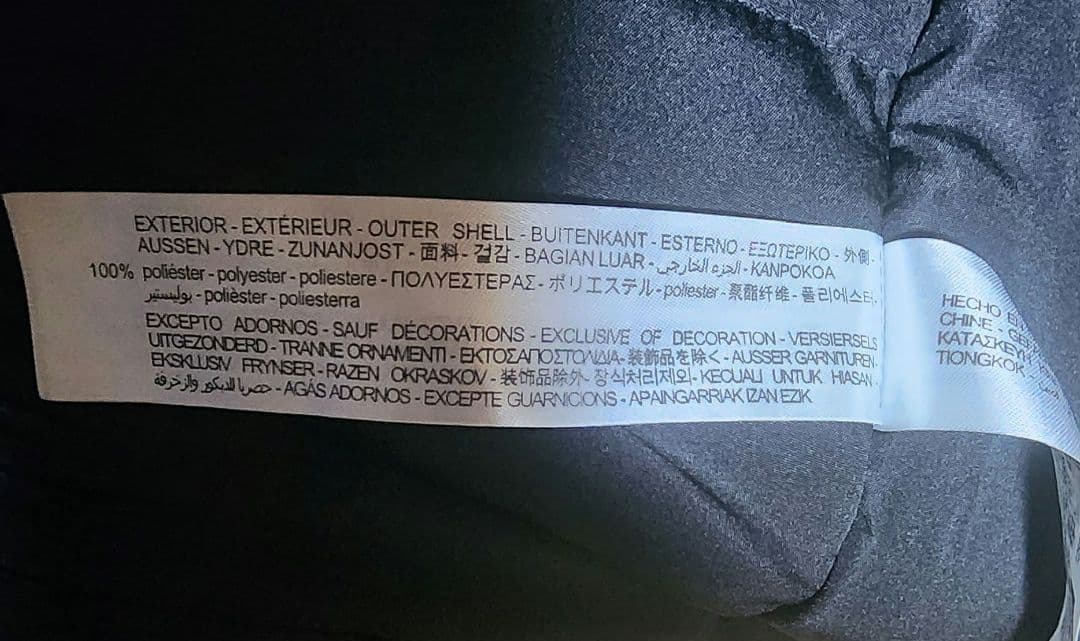 EXTERIOR - EXTÉRIEUR - OUTER SHELL - BUITENKANT - ESTERNO - ΕΞΩΤΕΡΙΚΟ - 外側 -
AUSSEN - YDRE - ZUNANJOST - 面料 - 겉감 - BAGIAN LUAR - الجزء الخارجي - KANPOKOA
100% poliéster - polyester - poliestere - ΠΟΛΥΕΣΤΕΡΑΣ - ポリエステル - poliester - 聚酯纤维 - 폴리에스터 -
بوليستير - polièster - poliesterra
EXCEPTO ADORNOS - SAUF DÉCORATIONS - EXCLUSIVE OF DECORATION - VERSIERSELS
UITGEZONDERD - TRANNE ORNAMENTI - ΕΚΤΟΣ ΑΠΟ ΣΤΟΛΙΔΙΑ - 装飾品を除く - AUSSER GARNITUREN -
EKSKLUSIV FRYNSER - RAZEN OKRASKOV - 装饰品除外 - 장식처리제외 - KECUALI UNTUK HIASAN -
حصريا للديكور والزخرفة - AGÁS ADORNOS - EXCEPTE GUARNICIONS - APAINGARRIAK IZAN EZIK
HECHO
CHINE -
TIONGKOK